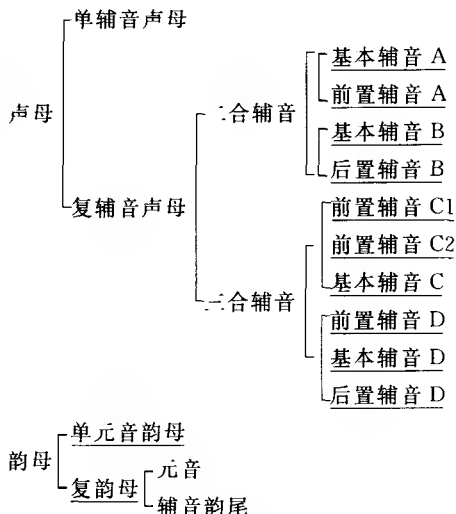 单辅音声母
基本辅音 A
二合辅音
前置辅音 A
声母
基本辅音 B
后置辅音 B
复辅音声母
前置辅音 C1
前置辅音 C2
三合辅音
基本辅音 C
前置辅音 D
基本辅音 D
后置辅音 D
单元音韵母
韵母
元音
复韵母
辅音韵尾